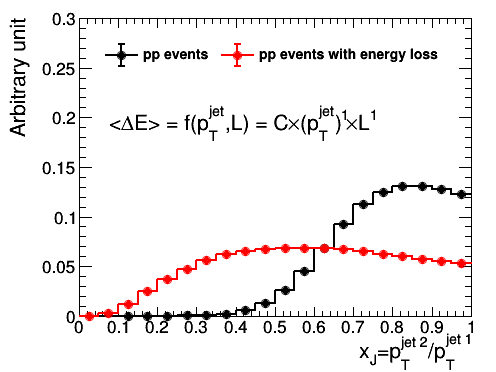 Arbitrary unit
0.3
0.25
0.2
0.15
0.1
0.05
0
pp events
pp events with energy loss
<ΔE> = f(p_T^jet,L) = C×(p_T^jet)^1×L^1
0 0.1 0.2 0.3 0.4 0.5 0.6 0.7 0.8 0.9 1
x_J=p_T^jet 2/p_T^jet 1